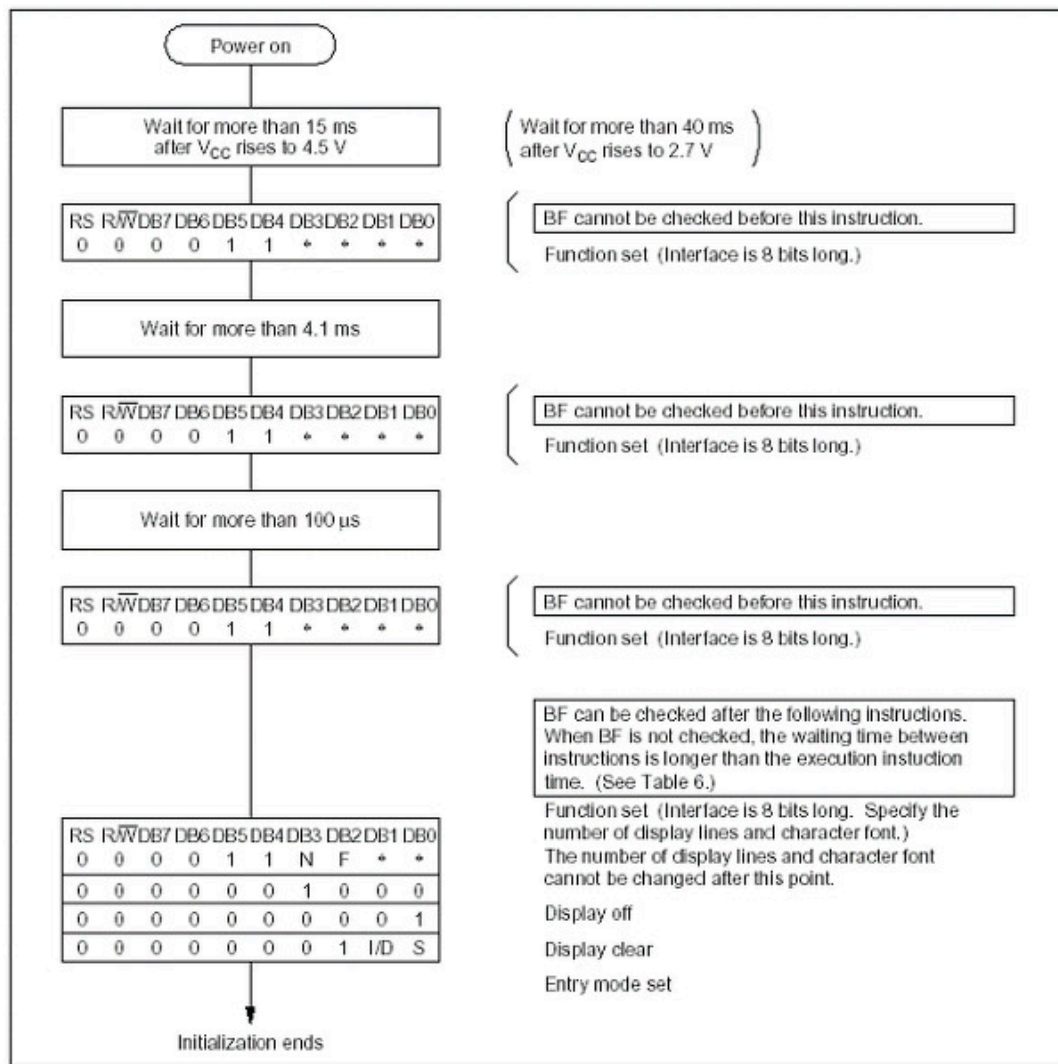 Power on
Wait for more than 15 ms
after VCC rises to 4.5 V
Wait for more than 40 ms
after VCC rises to 2.7 V
RS R/W̅ DB7 DB6 DB5 DB4 DB3 DB2 DB1 DB0
0 0 0 0 1 1 * * * *
BF cannot be checked before this instruction.
Function set (Interface is 8 bits long.)
Wait for more than 4.1 ms
RS R/W̅ DB7 DB6 DB5 DB4 DB3 DB2 DB1 DB0
0 0 0 0 1 1 * * * *
BF cannot be checked before this instruction.
Function set (Interface is 8 bits long.)
Wait for more than 100 µs
RS R/W̅ DB7 DB6 DB5 DB4 DB3 DB2 DB1 DB0
0 0 0 0 1 1 * * * *
BF cannot be checked before this instruction.
Function set (Interface is 8 bits long.)
BF can be checked after the following instructions.
When BF is not checked, the waiting time between
instructions is longer than the execution instuction
time. (See Table 6.)
RS R/W̅ DB7 DB6 DB5 DB4 DB3 DB2 DB1 DB0
0 0 0 0 1 1 N F * *
0 0 0 0 0 0 1 0 0 0
0 0 0 0 0 0 0 0 0 1
0 0 0 0 0 0 0 1 I/D S
Function set (Interface is 8 bits long. Specify the
number of display lines and character font.)
The number of display lines and character font
cannot be changed after this point.
Display off
Display clear
Entry mode set
Initialization ends